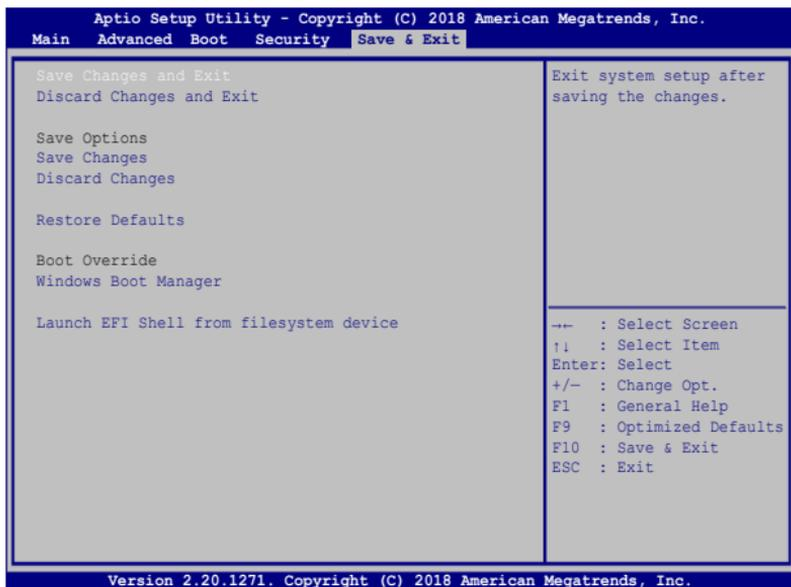 Aptio Setup Utility - Copyright (C) 2018 American Megatrends, Inc.
Main Advanced Boot Security Save & Exit
Save Changes and Exit
Discard Changes and Exit
Save Options
Save Changes
Discard Changes
Restore Defaults
Boot Override
Windows Boot Manager
Launch EFI Shell from filesystem device
Exit system setup after
saving the changes.
→← : Select Screen
↑↓ : Select Item
Enter: Select
+/− : Change Opt.
F1 : General Help
F9 : Optimized Defaults
F10 : Save & Exit
ESC : Exit
Version 2.20.1271. Copyright (C) 2018 American Megatrends, Inc.